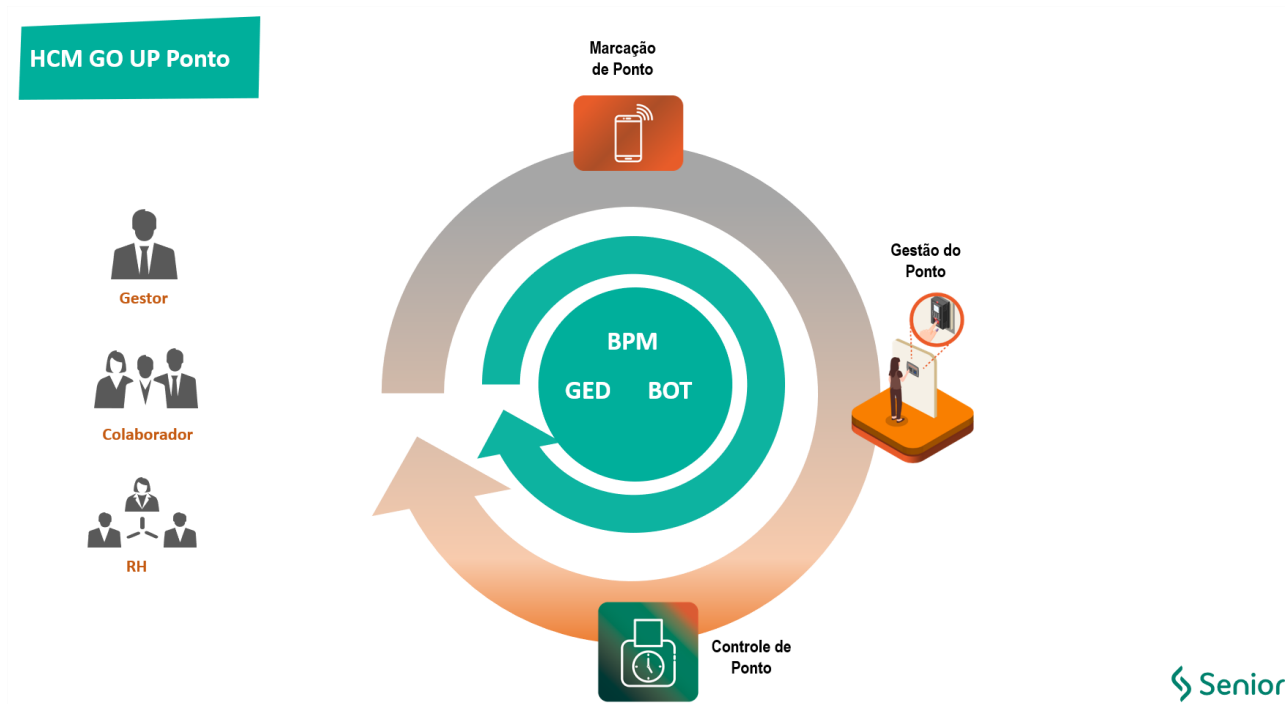 HCM GO UP Ponto
Marcação
de Ponto
Gestor
Colaborador
RH
BPM
GED BOT
Gestão do
Ponto
Controle de
Ponto
Senior